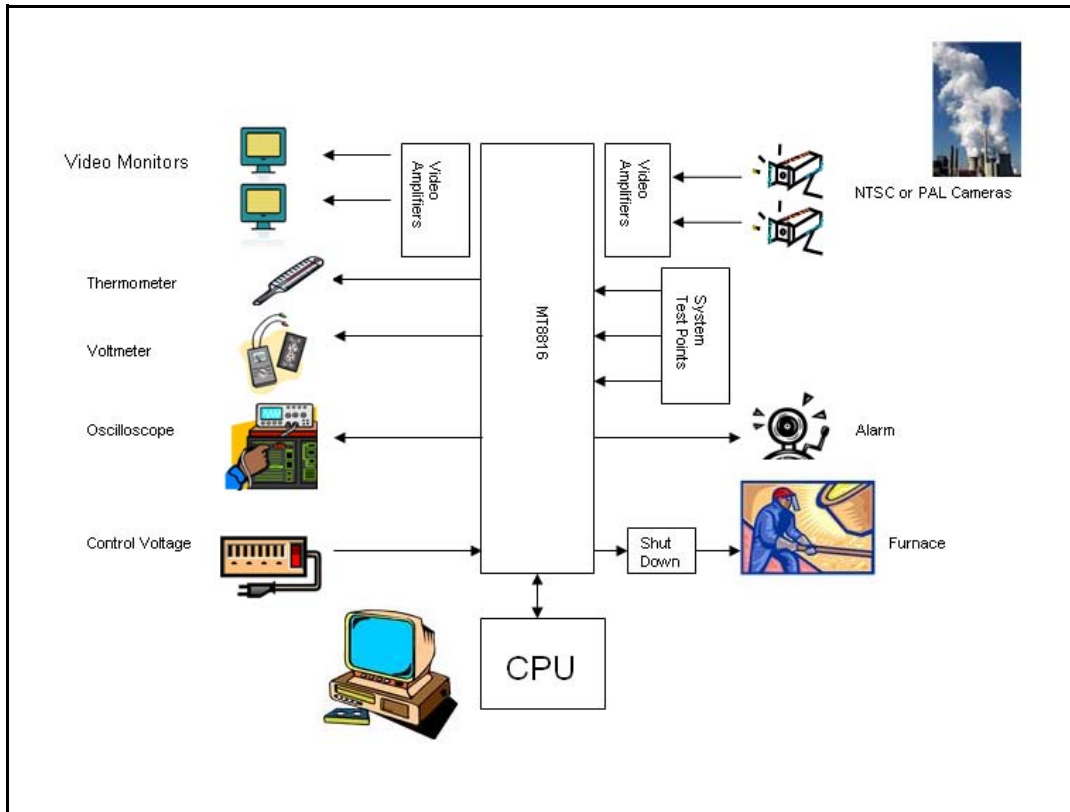 Video Monitors
Video
Amplifiers
MT8816
Video
Amplifiers
NTSC or PAL Cameras
Thermometer
System
Test Points
Voltmeter
Oscilloscope
Alarm
Control Voltage
Shut
Down
Furnace
CPU